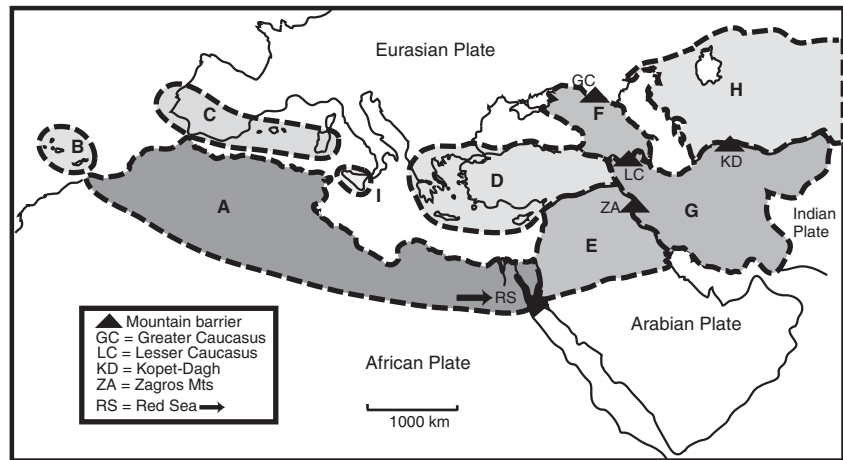 Eurasian Plate
GC
H
F
C
B
KD
LC
D
I
ZA
A
G
Indian
Plate
E
RS
Mountain barrier
GC = Greater Caucasus
LC = Lesser Caucasus
KD = Kopet-Dagh
ZA = Zagros Mts
RS = Red Sea
Arabian Plate
African Plate
1000 km